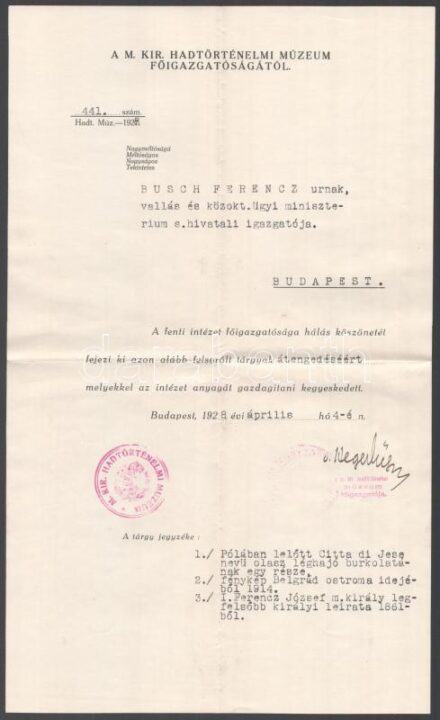 A M. KIR. HADTÖRTÉNELMI MÚZEUM
FŐIGAZGATÓSÁGÁTÓL.
441. szám.
Hadt. Múz.—1928
Nagyméltóságú
Méltóságos
Nagyságos
Tekintetes
BUSCH FERENCZ urnak,
vallás és közokt.ügyi miniszte-
rium s.hivatali igazgatója.
BUDAPEST.
A fenti intézet főigazgatósága hálás köszönetét
fejezi ki azon alább felsorolt tárgyak átengedéséért
melyekkel az intézet anyagát gazdagitani kegyeskedett.
Budapest, 1928 évi április hó 4-é n.
M. KIR. HADTÖRTÉNELMI MÚZEUM
főigazgatója.
A tárgy jegyzéke :
1./ Pólában lelőtt Citta di Jese
nevü olasz léghajó burkolatá-
nak egy része.
2./ fénykép Belgrád ostroma idejé-
ből 1914.
3./ I.Ferencz József m.király leg-
felsőbb királyi leirata 1861-
ből.